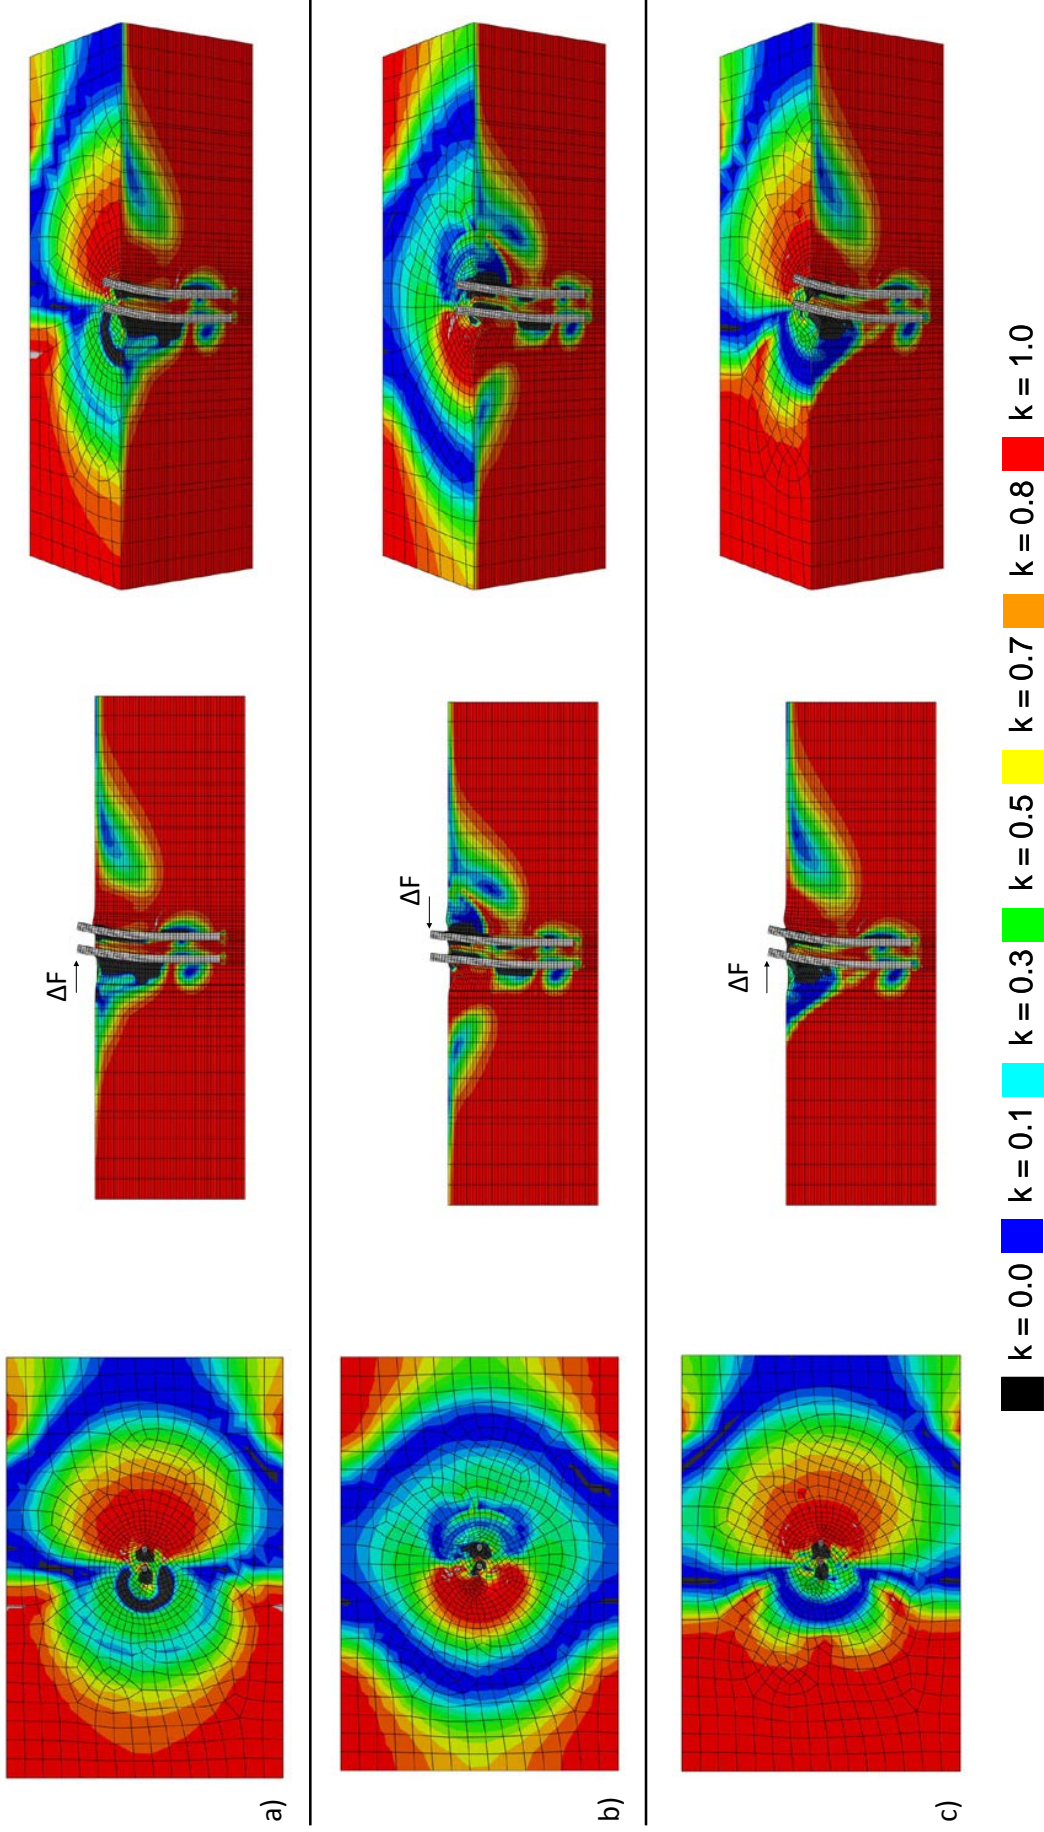 a)
ΔF
b)
ΔF
c)
ΔF
k = 0.0 k = 0.1 k = 0.3 k = 0.5 k = 0.7 k = 0.8 k = 1.0